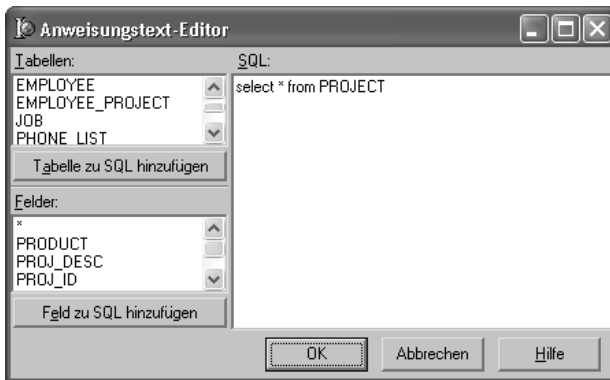 Anweisungstext-Editor
Tabellen:
EMPLOYEE
EMPLOYEE_PROJECT
JOB
PHONE_LIST
Tabelle zu SQL hinzufügen
Felder:
*
PRODUCT
PROJ_DESC
PROJ_ID
Feld zu SQL hinzufügen
SQL:
select * from PROJECT
OK
Abbrechen
Hilfe